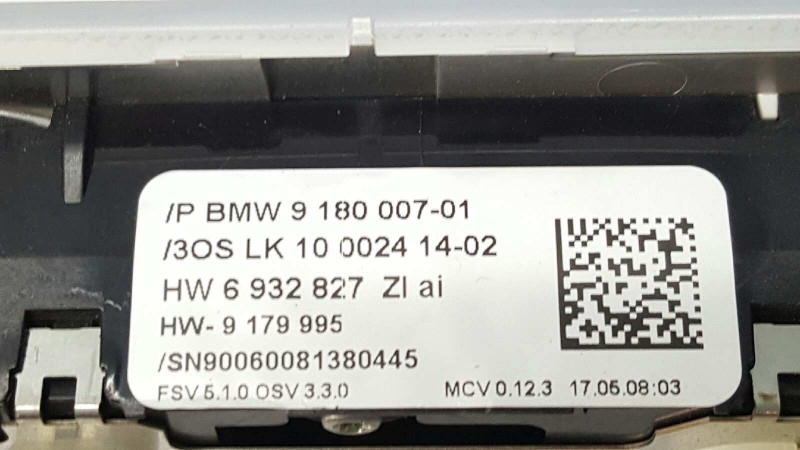 /P BMW 9 180 007-01
/3OS LK 10 0024 14-02
HW 6 932 827 ZI ai
HW- 9 179 995
/SN90060081380445
FSV 5.1.0 OSV 3.3.0 MCV 0.12.3 17.05.08:03